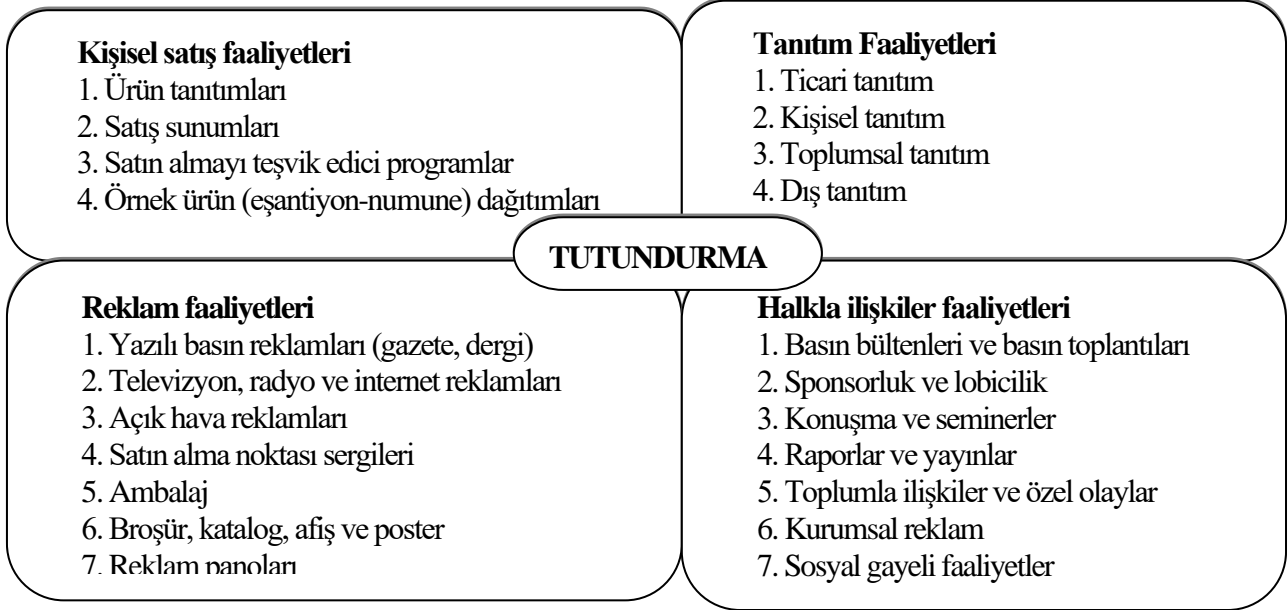 Kişisel satış faaliyetleri
1. Ürün tanıtımları
2. Satış sunumları
3. Satın almayı teşvik edici programlar
4. Örnek ürün (eşantiyon-numune) dağıtımları
Tanıtım Faaliyetleri
1. Ticari tanıtım
2. Kişisel tanıtım
3. Toplumsal tanıtım
4. Dış tanıtım
TUTUNDURMA
Reklam faaliyetleri
1. Yazılı basın reklamları (gazete, dergi)
2. Televizyon, radyo ve internet reklamları
3. Açık hava reklamları
4. Satın alma noktası sergileri
5. Ambalaj
6. Broşür, katalog, afiş ve poster
7. Reklam panoları
Halkla ilişkiler faaliyetleri
1. Basın bültenleri ve basın toplantıları
2. Sponsorluk ve lobicilik
3. Konuşma ve seminerler
4. Raporlar ve yayınlar
5. Toplumla ilişkiler ve özel olaylar
6. Kurumsal reklam
7. Sosyal gayeli faaliyetler